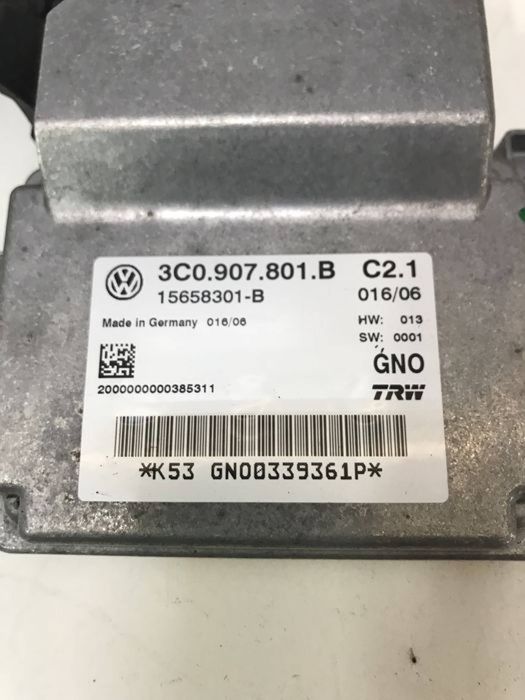 3C0.907.801.B C2.1
15658301-B 016/06
Made in Germany 016/06 HW: 013
SW: 0001
GNO
2000000000385311 TRW
*K53 GNO0339361P*